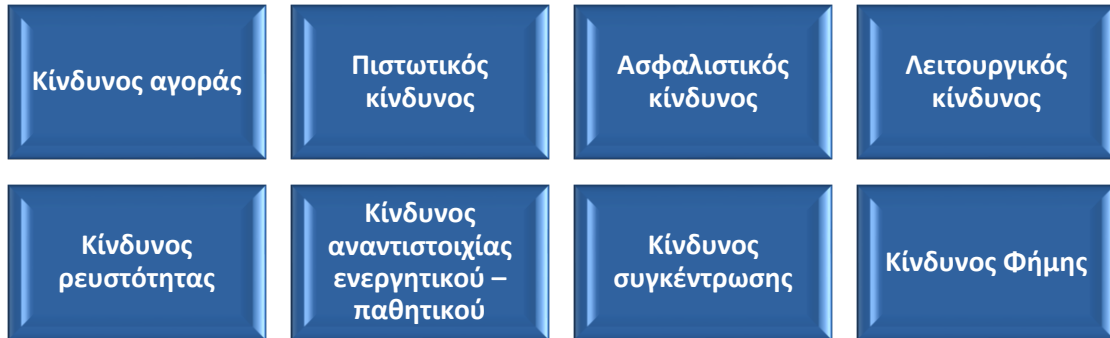 Κίνδυνος αγοράς
Πιστωτικός
κίνδυνος
Ασφαλιστικός
κίνδυνος
Λειτουργικός
κίνδυνος
Κίνδυνος
ρευστότητας
Κίνδυνος
αναντιστοιχίας
ενεργητικού –
παθητικού
Κίνδυνος
συγκέντρωσης
Κίνδυνος Φήμης